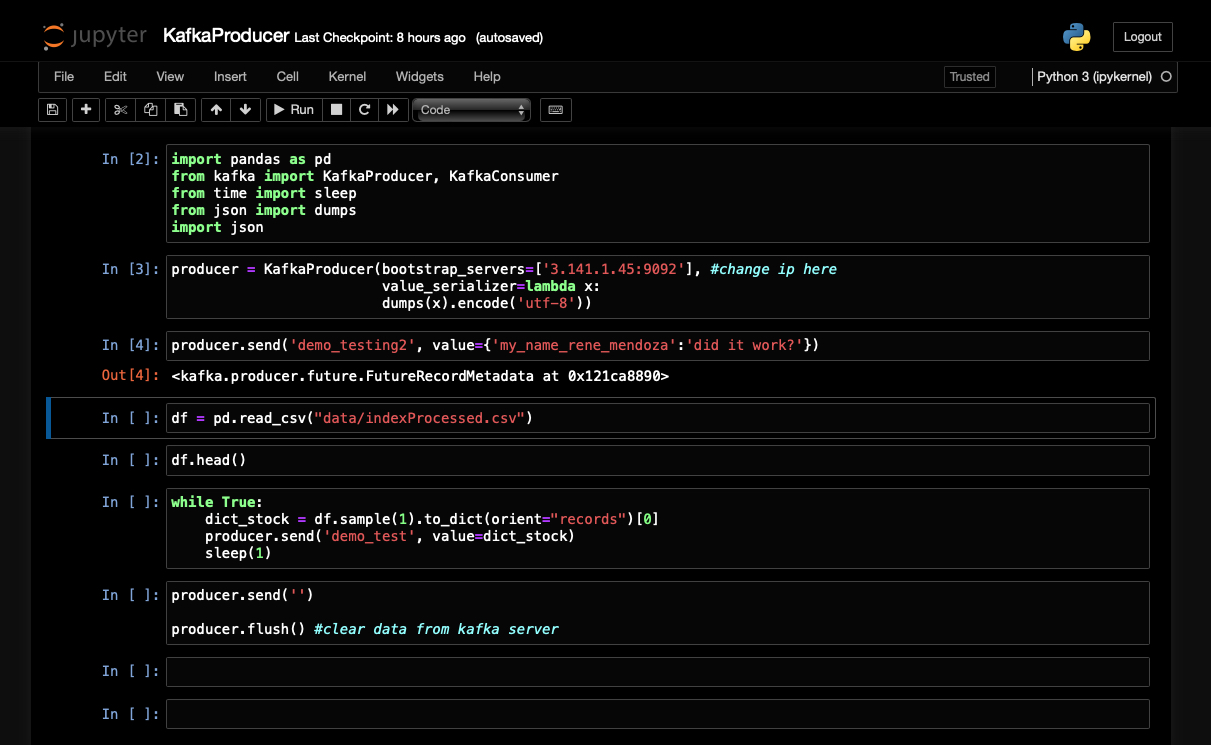 jupyter KafkaProducer Last Checkpoint: 8 hours ago (autosaved)
Logout
File Edit View Insert Cell Kernel Widgets Help
Trusted
Python 3 (ipykernel)
Run
Code
In [2]: import pandas as pd
from kafka import KafkaProducer, KafkaConsumer
from time import sleep
from json import dumps
import json
In [3]: producer = KafkaProducer(bootstrap_servers=['3.141.1.45:9092'], #change ip here
                         value_serializer=lambda x:
                         dumps(x).encode('utf-8'))
In [4]: producer.send('demo_testing2', value={'my_name_rene_mendoza':'did it work?'})
Out[4]: <kafka.producer.future.FutureRecordMetadata at 0x121ca8890>
In [ ]: df = pd.read_csv("data/indexProcessed.csv")
In [ ]: df.head()
In [ ]: while True:
    dict_stock = df.sample(1).to_dict(orient="records")[0]
    producer.send('demo_test', value=dict_stock)
    sleep(1)
In [ ]: producer.send('')
producer.flush() #clear data from kafka server
In [ ]:
In [ ]: